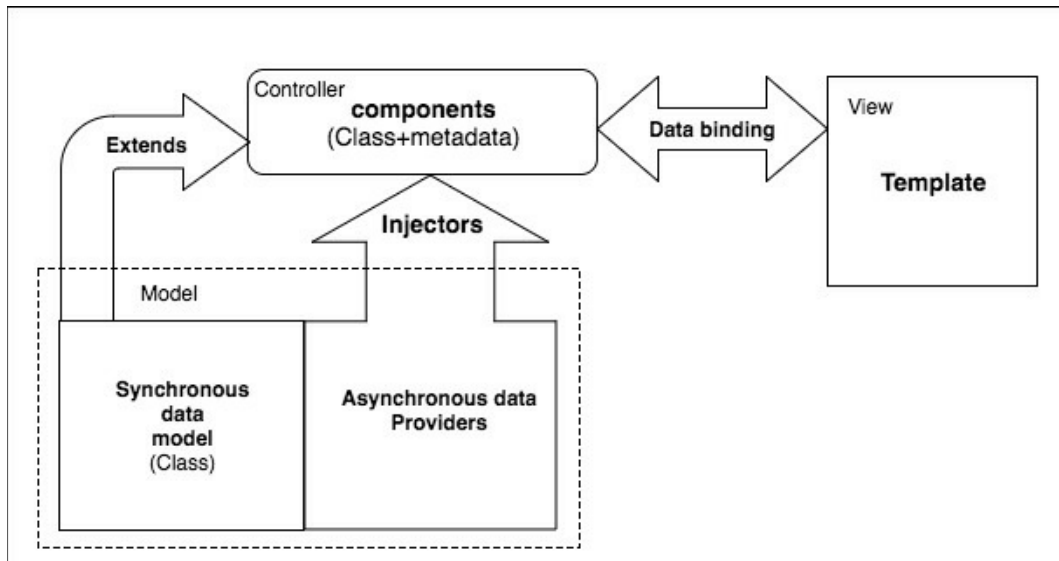 Controller
components
(Class+metadata)
Extends
Data binding
View
Template
Injectors
Model
Synchronous
data
model
(Class)
Asynchronous data
Providers